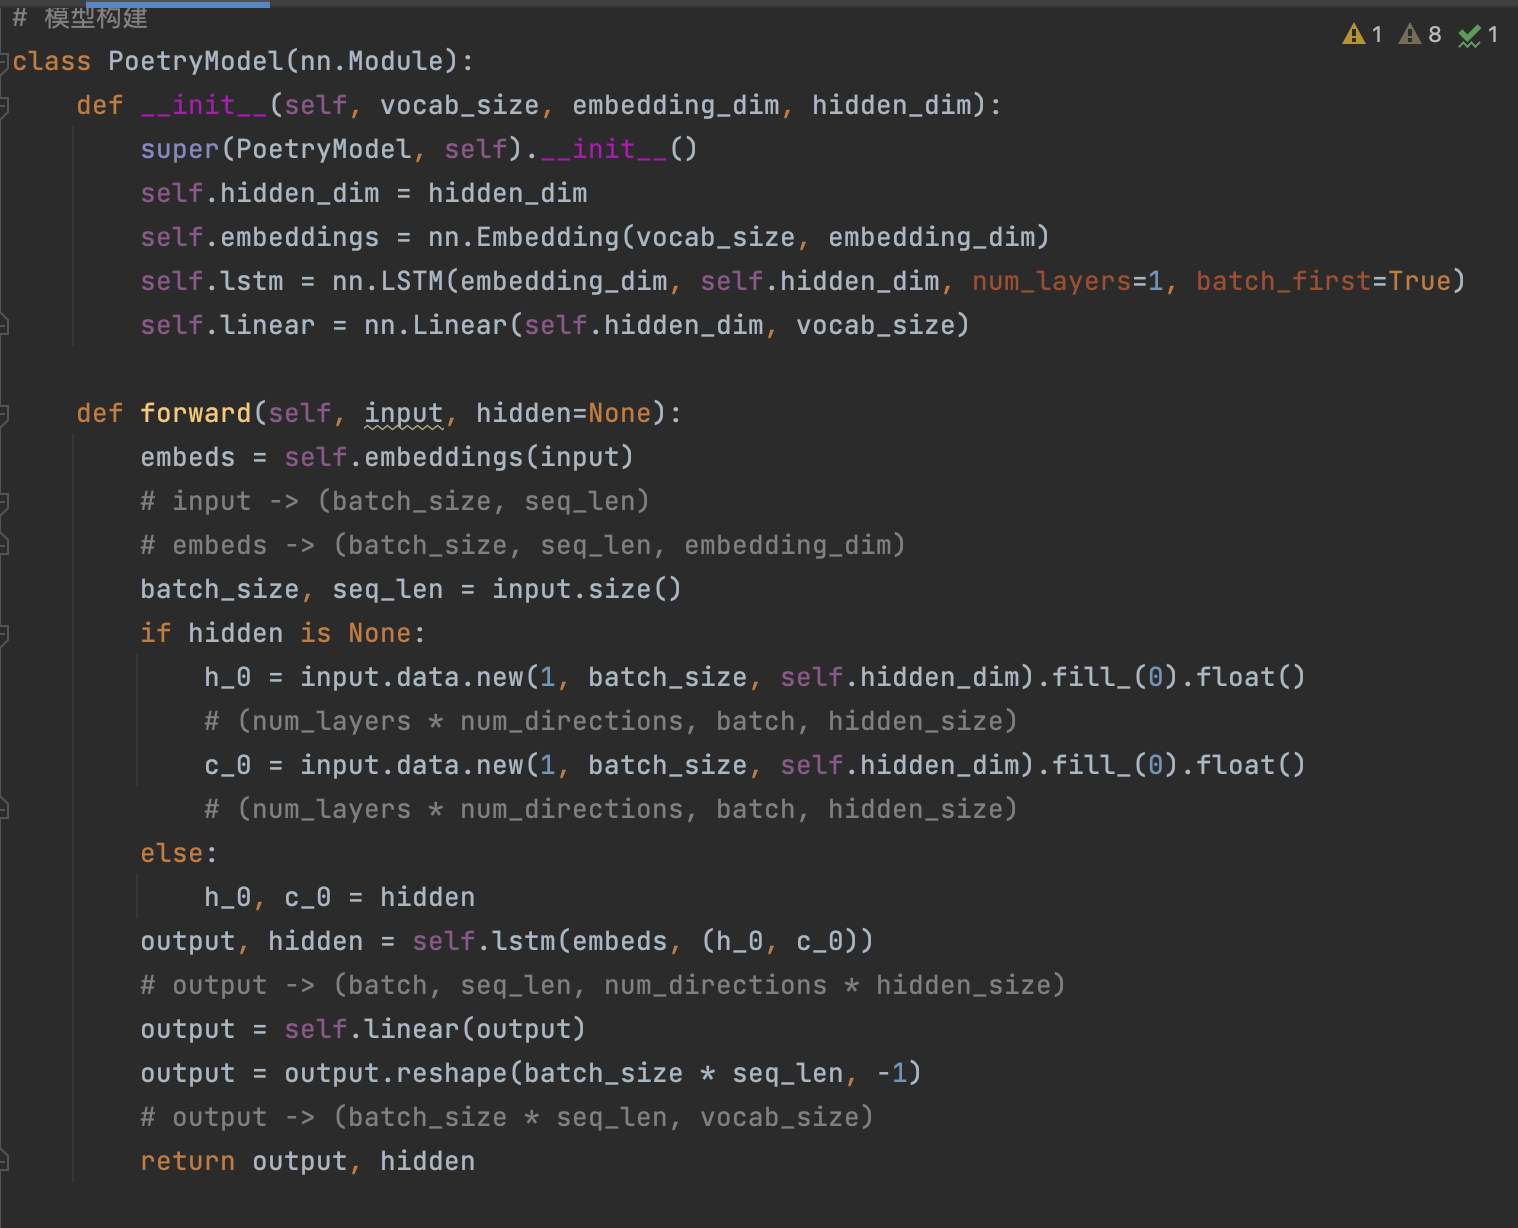 # 模型构建
1 8 1
class PoetryModel(nn.Module):
    def __init__(self, vocab_size, embedding_dim, hidden_dim):
        super(PoetryModel, self).__init__()
        self.hidden_dim = hidden_dim
        self.embeddings = nn.Embedding(vocab_size, embedding_dim)
        self.lstm = nn.LSTM(embedding_dim, self.hidden_dim, num_layers=1, batch_first=True)
        self.linear = nn.Linear(self.hidden_dim, vocab_size)
    def forward(self, input, hidden=None):
        embeds = self.embeddings(input)
        # input -> (batch_size, seq_len)
        # embeds -> (batch_size, seq_len, embedding_dim)
        batch_size, seq_len = input.size()
        if hidden is None:
            h_0 = input.data.new(1, batch_size, self.hidden_dim).fill_(0).float()
            # (num_layers * num_directions, batch, hidden_size)
            c_0 = input.data.new(1, batch_size, self.hidden_dim).fill_(0).float()
            # (num_layers * num_directions, batch, hidden_size)
        else:
            h_0, c_0 = hidden
        output, hidden = self.lstm(embeds, (h_0, c_0))
        # output -> (batch, seq_len, num_directions * hidden_size)
        output = self.linear(output)
        output = output.reshape(batch_size * seq_len, -1)
        # output -> (batch_size * seq_len, vocab_size)
        return output, hidden